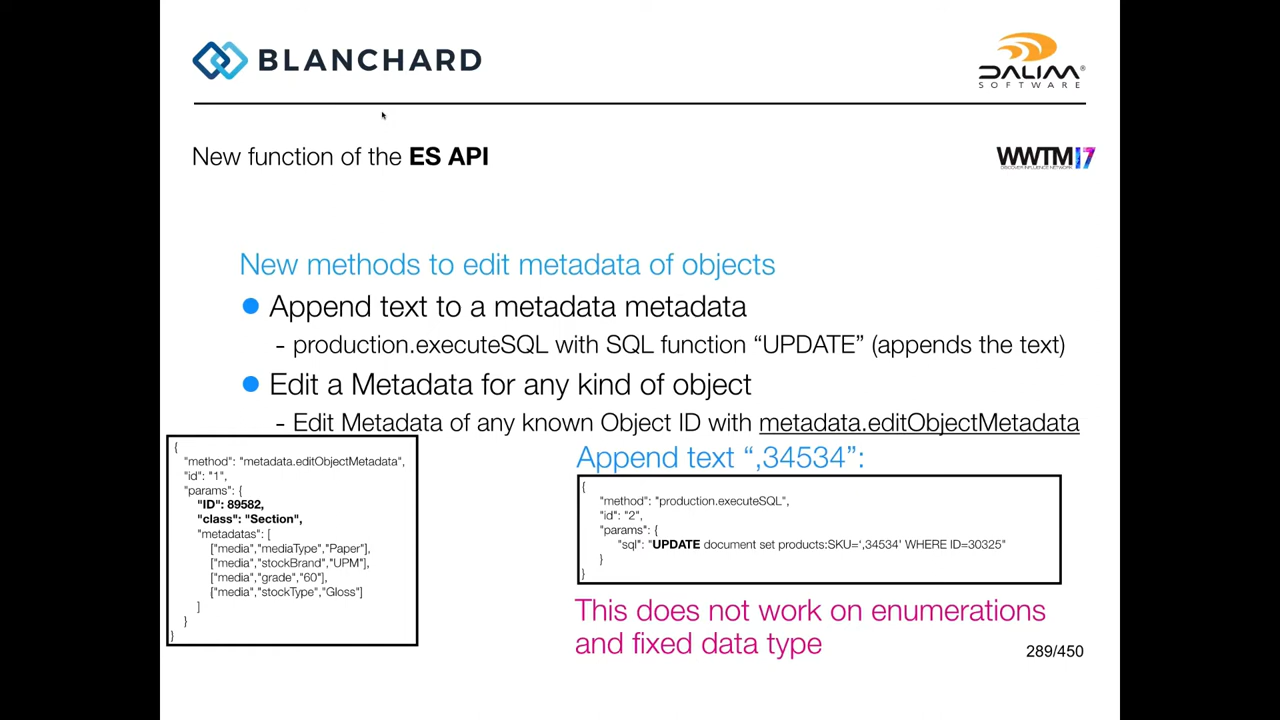 BLANCHARD
DALIM
SOFTWARE
New function of the ES API
WWTM17
DISCOVER INFLUENCE NETWORK
New methods to edit metadata of objects
● Append text to a metadata metadata
- production.executeSQL with SQL function “UPDATE” (appends the text)
● Edit a Metadata for any kind of object
- Edit Metadata of any known Object ID with metadata.editObjectMetadata
{
"method": "metadata.editObjectMetadata",
"id": "1",
"params": {
"ID": 89582,
"class": "Section",
"metadatas": [
["media","mediaType","Paper"],
["media","stockBrand","UPM"],
["media","grade","60"],
["media","stockType","Gloss"]
]
}
}
Append text “,34534”:
{
"method": "production.executeSQL",
"id": "2",
"params": {
"sql": "UPDATE document set products:SKU=‘,34534' WHERE ID=30325"
}
}
This does not work on enumerations
and fixed data type
289/450